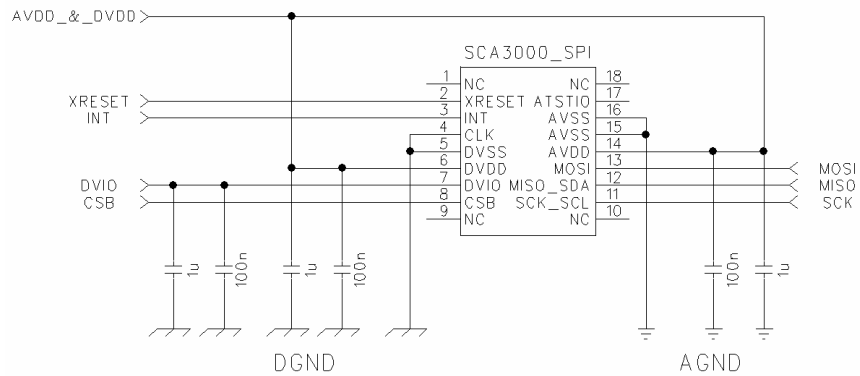 AVDD_&_DVDD
SCA3000_SPI
1 NC NC 18
XRESET 2 XRESET ATSTIO 17
INT 3 INT AVSS 16
4 CLK AVSS 15
5 DVSS AVDD 14
6 DVDD MOSI 13 MOSI
DVIO 7 DVIO MISO_SDA 12 MISO
CSB 8 CSB SCK_SCL 11 SCK
9 NC NC 10
1u 100n 1u 100n 100n 1u
DGND AGND